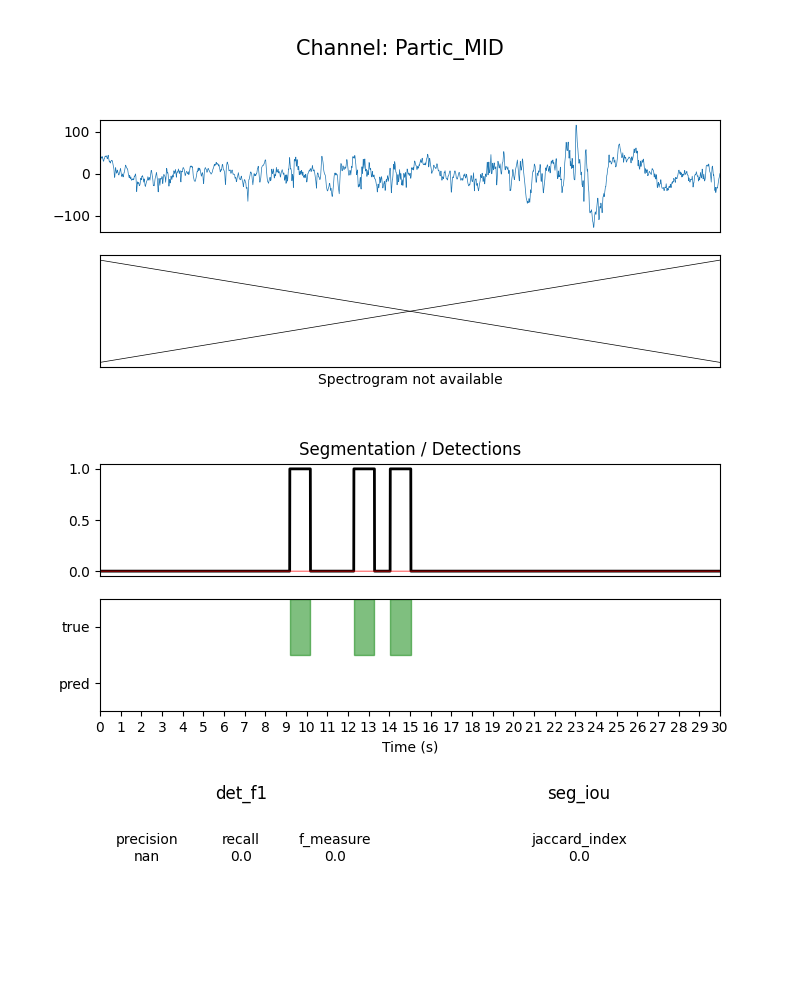 Channel: Partic_MID
100
0
−100
Spectrogram not available
Segmentation / Detections
1.0
0.5
0.0
true
pred
0 1 2 3 4 5 6 7 8 9 10 11 12 13 14 15 16 17 18 19 20 21 22 23 24 25 26 27 28 29 30
Time (s)
det_f1 seg_iou
precision recall f_measure jaccard_index
nan 0.0 0.0 0.0